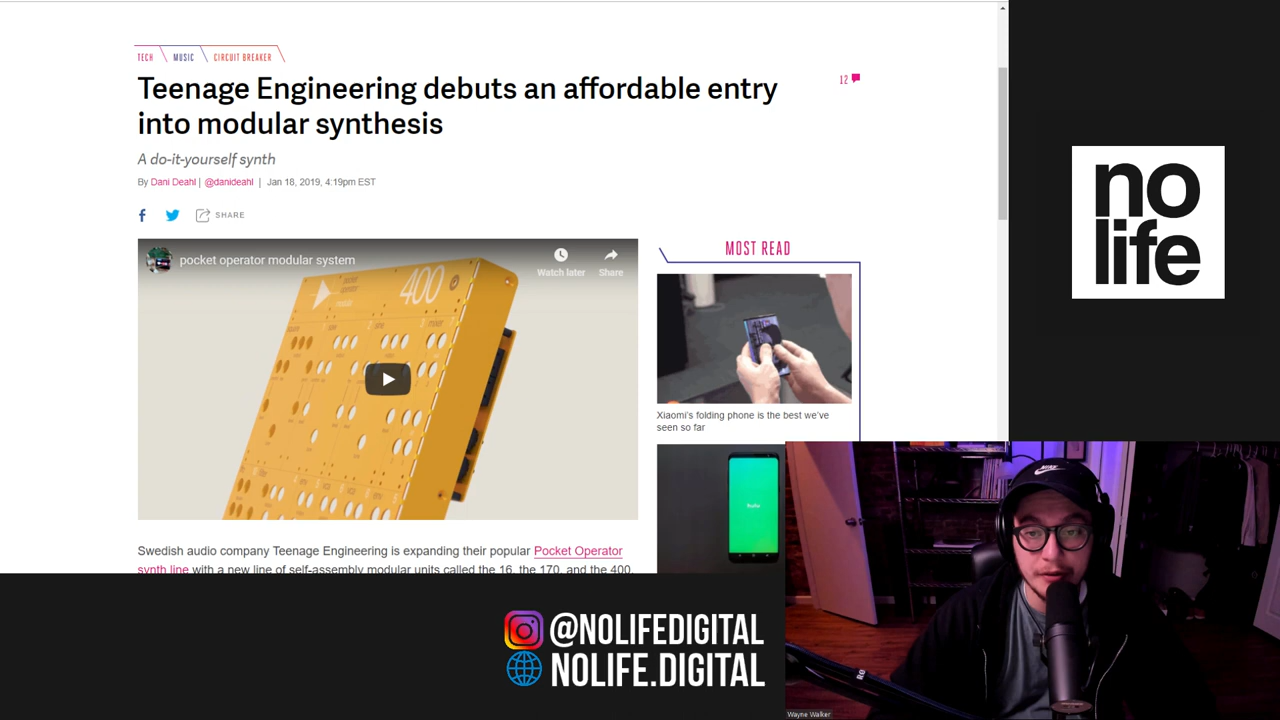 TECH MUSIC CIRCUIT BREAKER
Teenage Engineering debuts an affordable entry
into modular synthesis
12
A do-it-yourself synth
By Dani Deahl | @danideahl | Jan 18, 2019, 4:19pm EST
SHARE
pocket operator modular system
Watch later
Share
400
pocket
operator
modular
MOST READ
Xiaomi's folding phone is the best we've
seen so far
hulu
Swedish audio company Teenage Engineering is expanding their popular Pocket Operator
synth line with a new line of self-assembly modular units called the 16, the 170, and the 400.
no
life
@NOLIFEDIGITAL
NOLIFE.DIGITAL
Wayne Walker